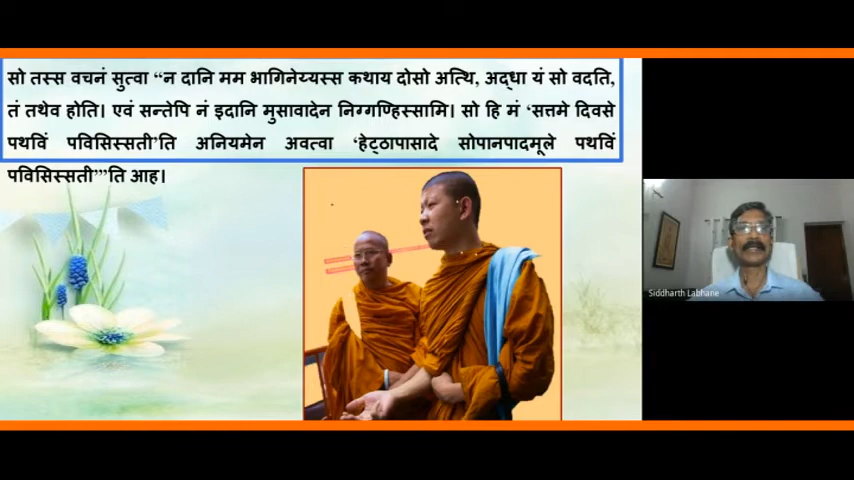 सो तस्स वचनं सुत्वा “न दानि मम भागिनेय्यस्स कथाय दोसो अत्थि, अद्धा यं सो वदति,
तं तथेव होति। एवं सन्तेपि नं इदानि मुसावादेन निग्गण्हिस्सामि। सो हि मं ‘सत्तमे दिवसे
पथविं पविसिस्सती’ति अनियमेन अवत्वा ‘हेट्ठापासादे सोपानपादमूले पथविं
पविसिस्सती’”ति आह।
Siddharth Labhane